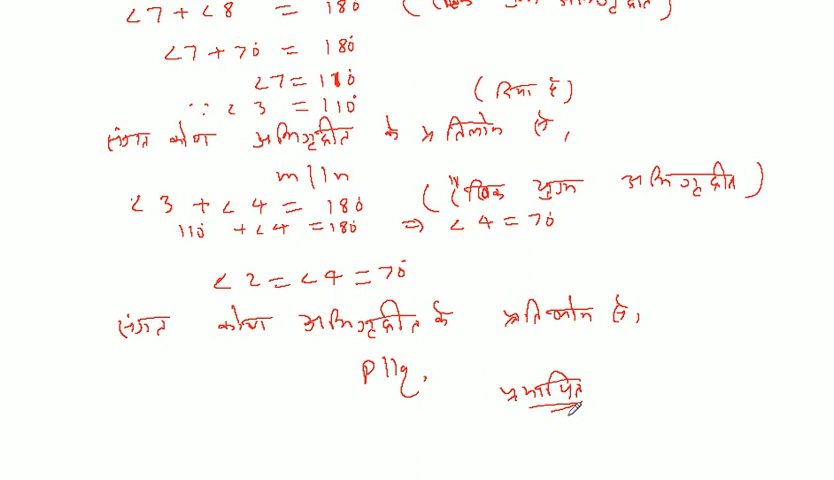 ∠7 + ∠8 = 180° (रैखिक युग्म अभिगृहीत)
∠7 + 70° = 180°
∠7 = 110°
∵ ∠3 = 110° (दिया है)
संगत कोण अभिगृहीत के प्रतिलोम से,
m||n
∠3 + ∠4 = 180° (रैखिक युग्म अभिगृहीत)
110° + ∠4 = 180° ⇒ ∠4 = 70°
∠2 = ∠4 = 70°
संगत कोण अभिगृहीत के प्रतिलोम से,
p||q,
प्रमाणित